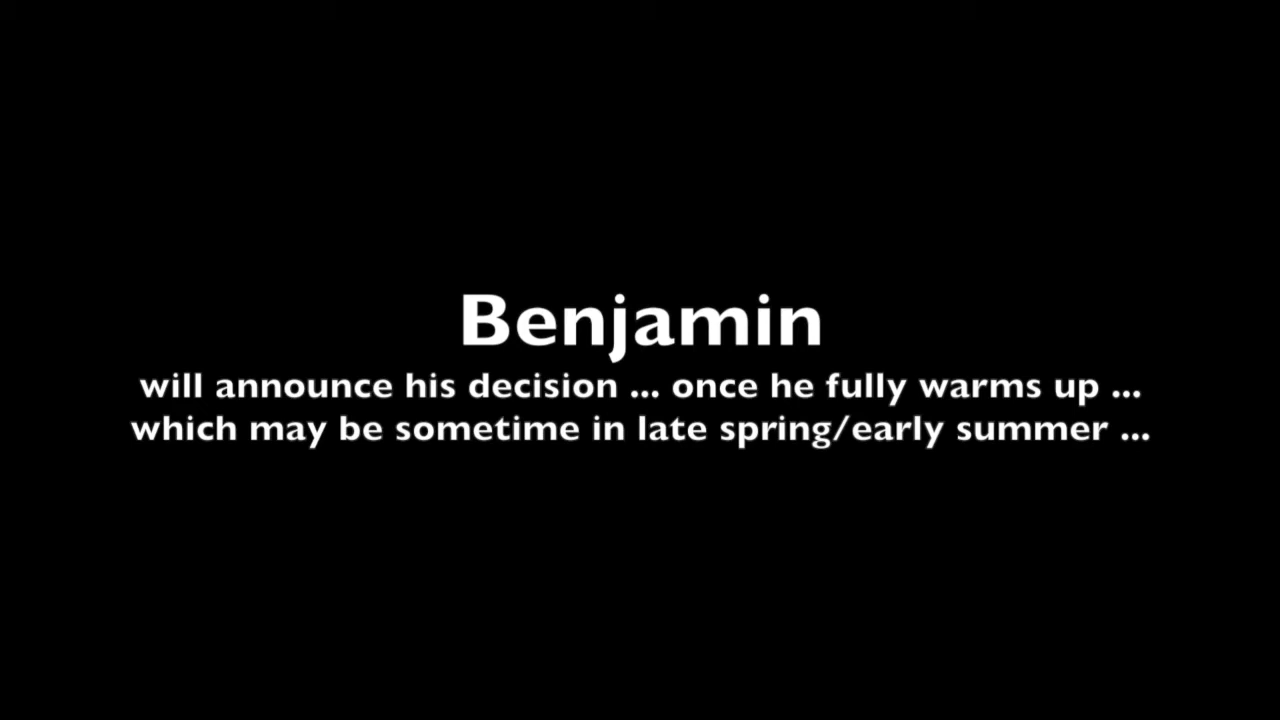 Benjamin
will announce his decision ... once he fully warms up ...
which may be sometime in late spring/early summer ...